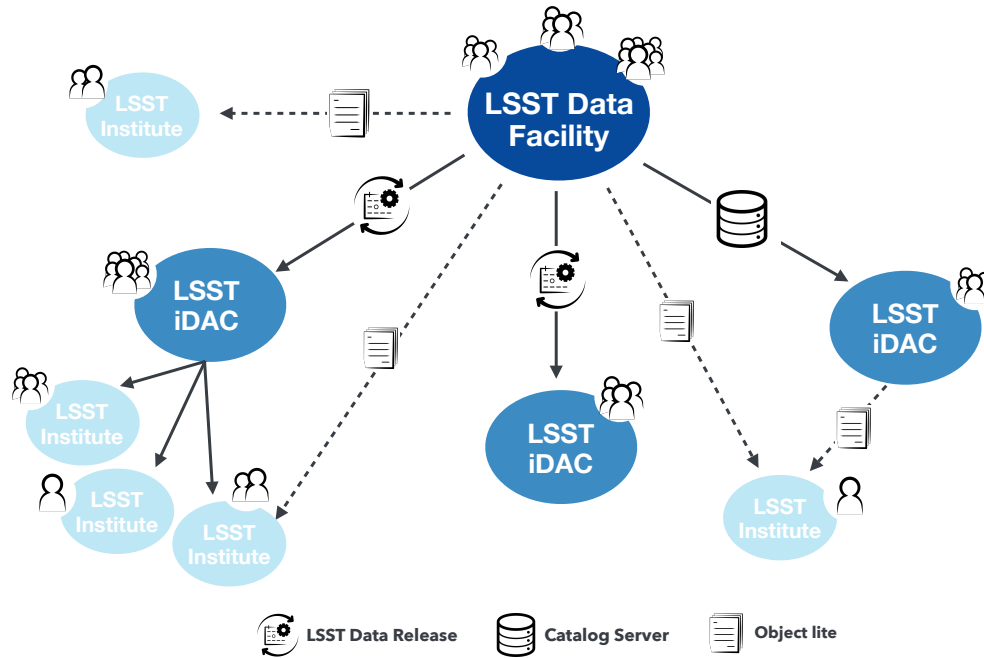 LSST Data
Facility
LSST
Institute
LSST
iDAC
LSST
iDAC
LSST
iDAC
LSST
Institute
LSST
Institute
LSST
Institute
LSST
Institute
LSST Data Release
Catalog Server
Object lite